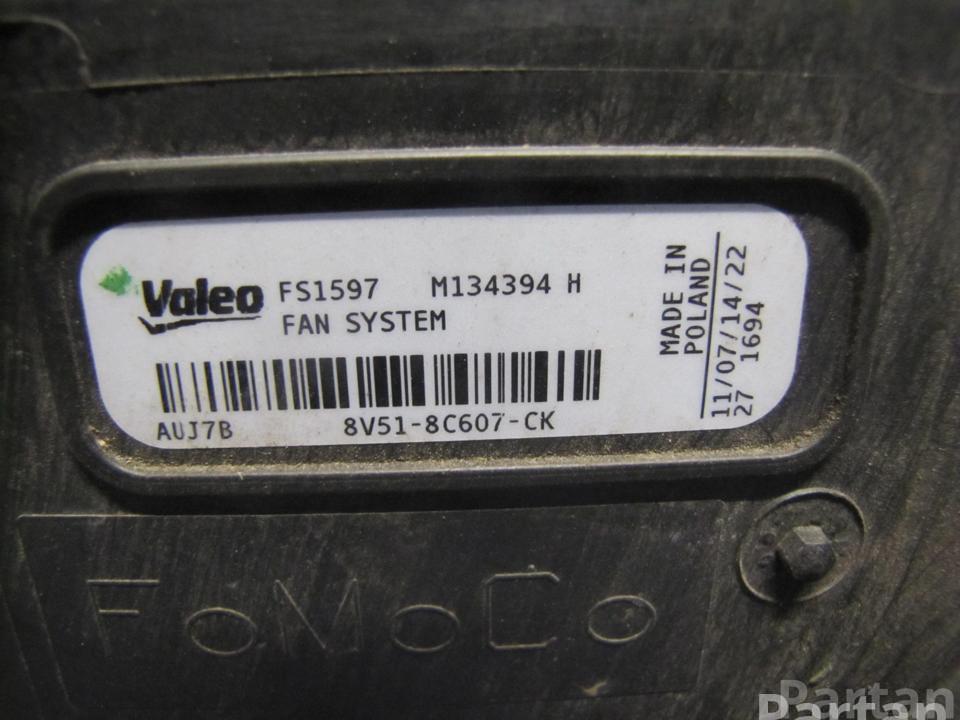 Valeo FS1597 M134394 H
FAN SYSTEM
AUJ7B 8V51-8C607-CK
MADE IN
POLAND
11/07/14/22
27 1694
FoMoCo
Partan
Partan